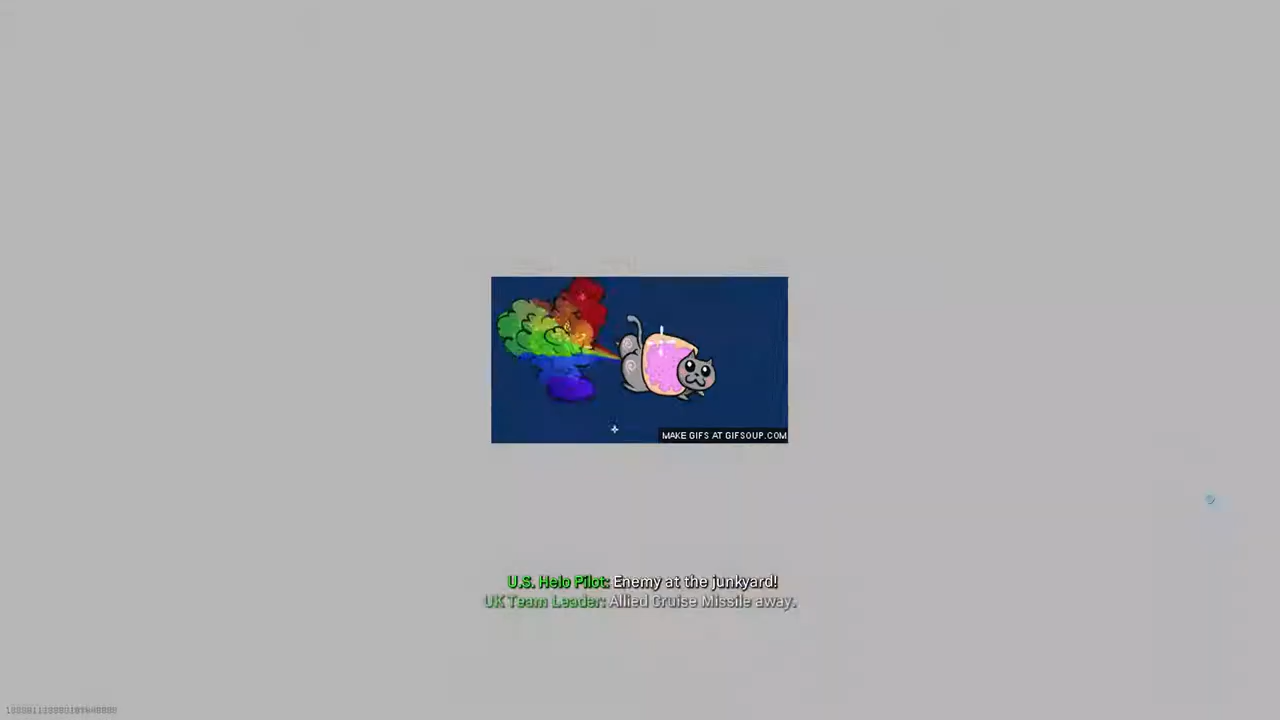 MAKE GIFS AT GIFSOUP.COM
U.S. Helo Pilot: Enemy at the junkyard!
UK Team Leader: Allied Cruise Missile away.